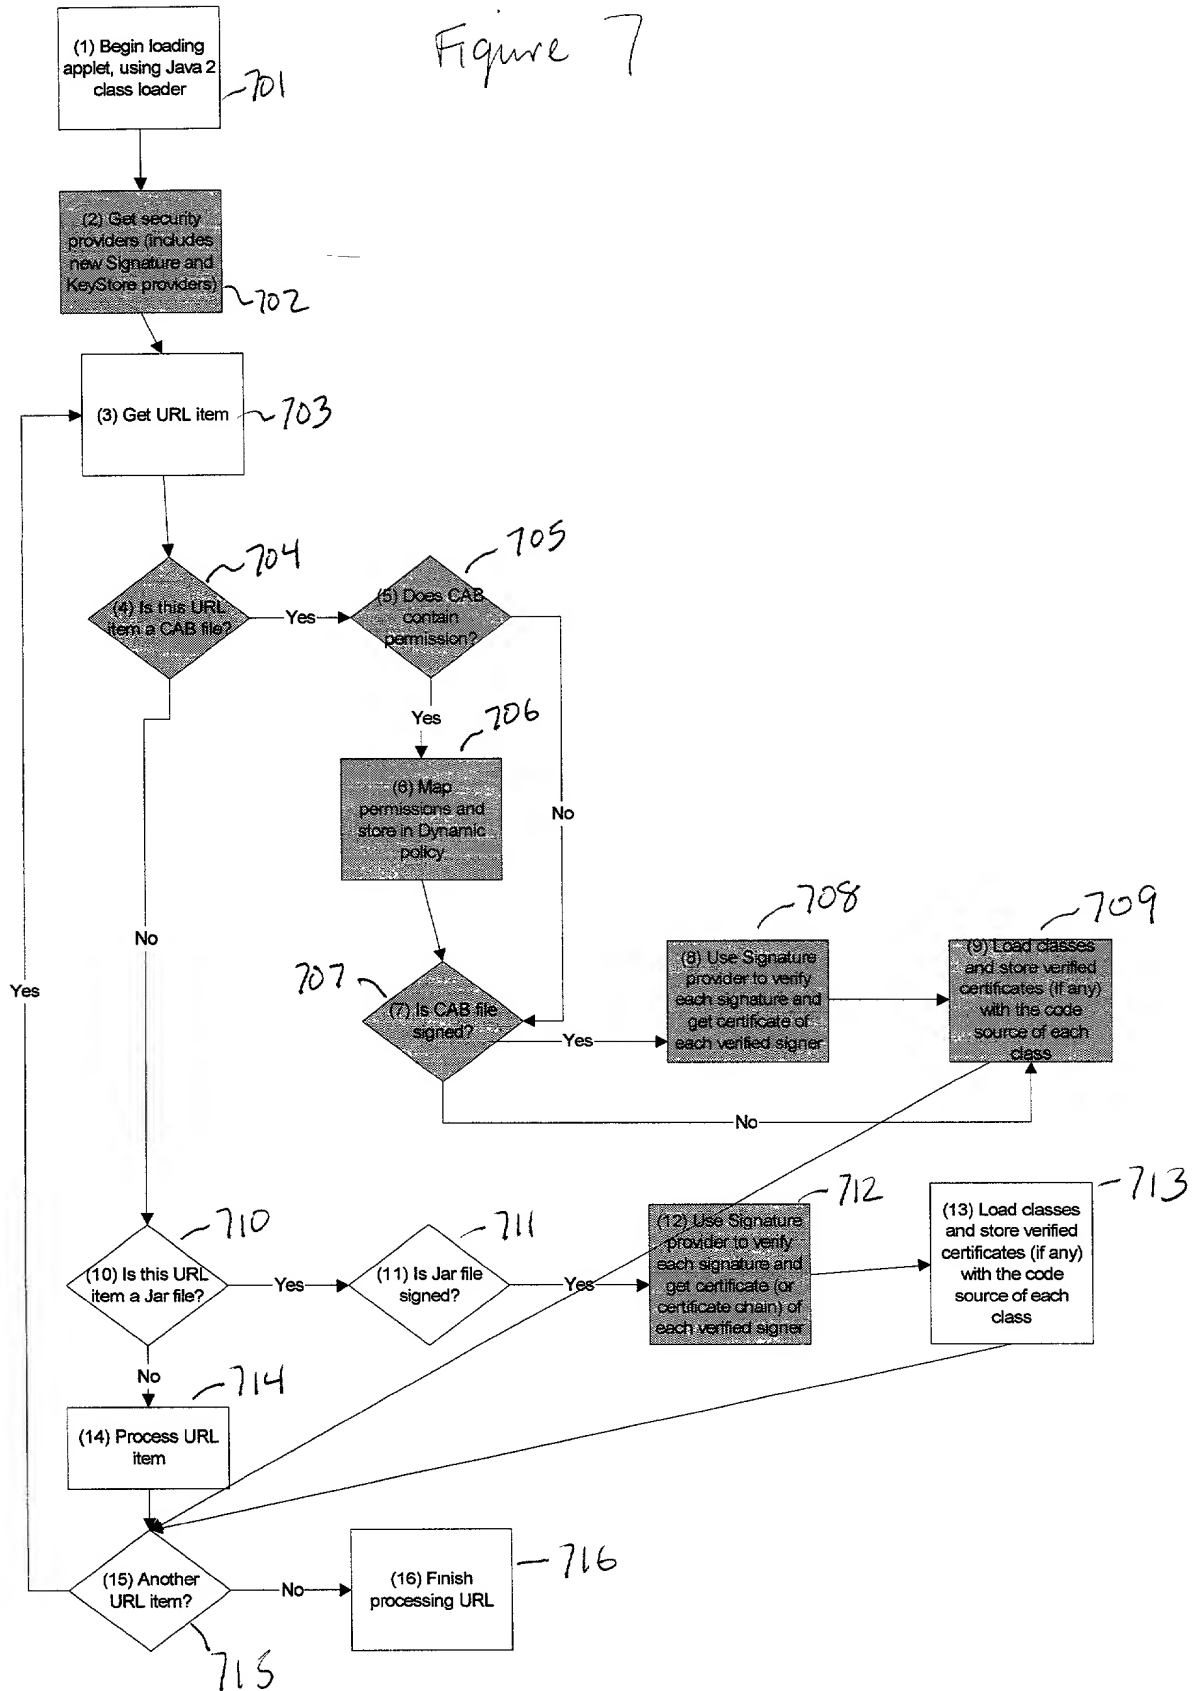 Figure 7
(1) Begin loading
applet, using Java 2
class loader
701
(2) Get security
providers (includes
new Signature and
KeyStore providers)
702
(3) Get URL item
703
704
(4) Is this URL
item a CAB file?
Yes
705
(5) Does CAB
contain
permission?
Yes
706
(6) Map
permissions and
store in Dynamic
policy
No
No
Yes
707
(7) Is CAB file
signed?
Yes
708
(8) Use Signature
provider to verify
each signature and
get certificate of
each verified signer
709
(9) Load classes
and store verified
certificates (if any)
with the code
source of each
class
No
710
(10) Is this URL
item a Jar file?
Yes
711
(11) Is Jar file
signed?
Yes
712
(12) Use Signature
provider to verify
each signature and
get certificate (or
certificate chain) of
each verified signer
713
(13) Load classes
and store verified
certificates (if any)
with the code
source of each
class
No
714
(14) Process URL
item
(15) Another
URL item?
715
No
(16) Finish
processing URL
716